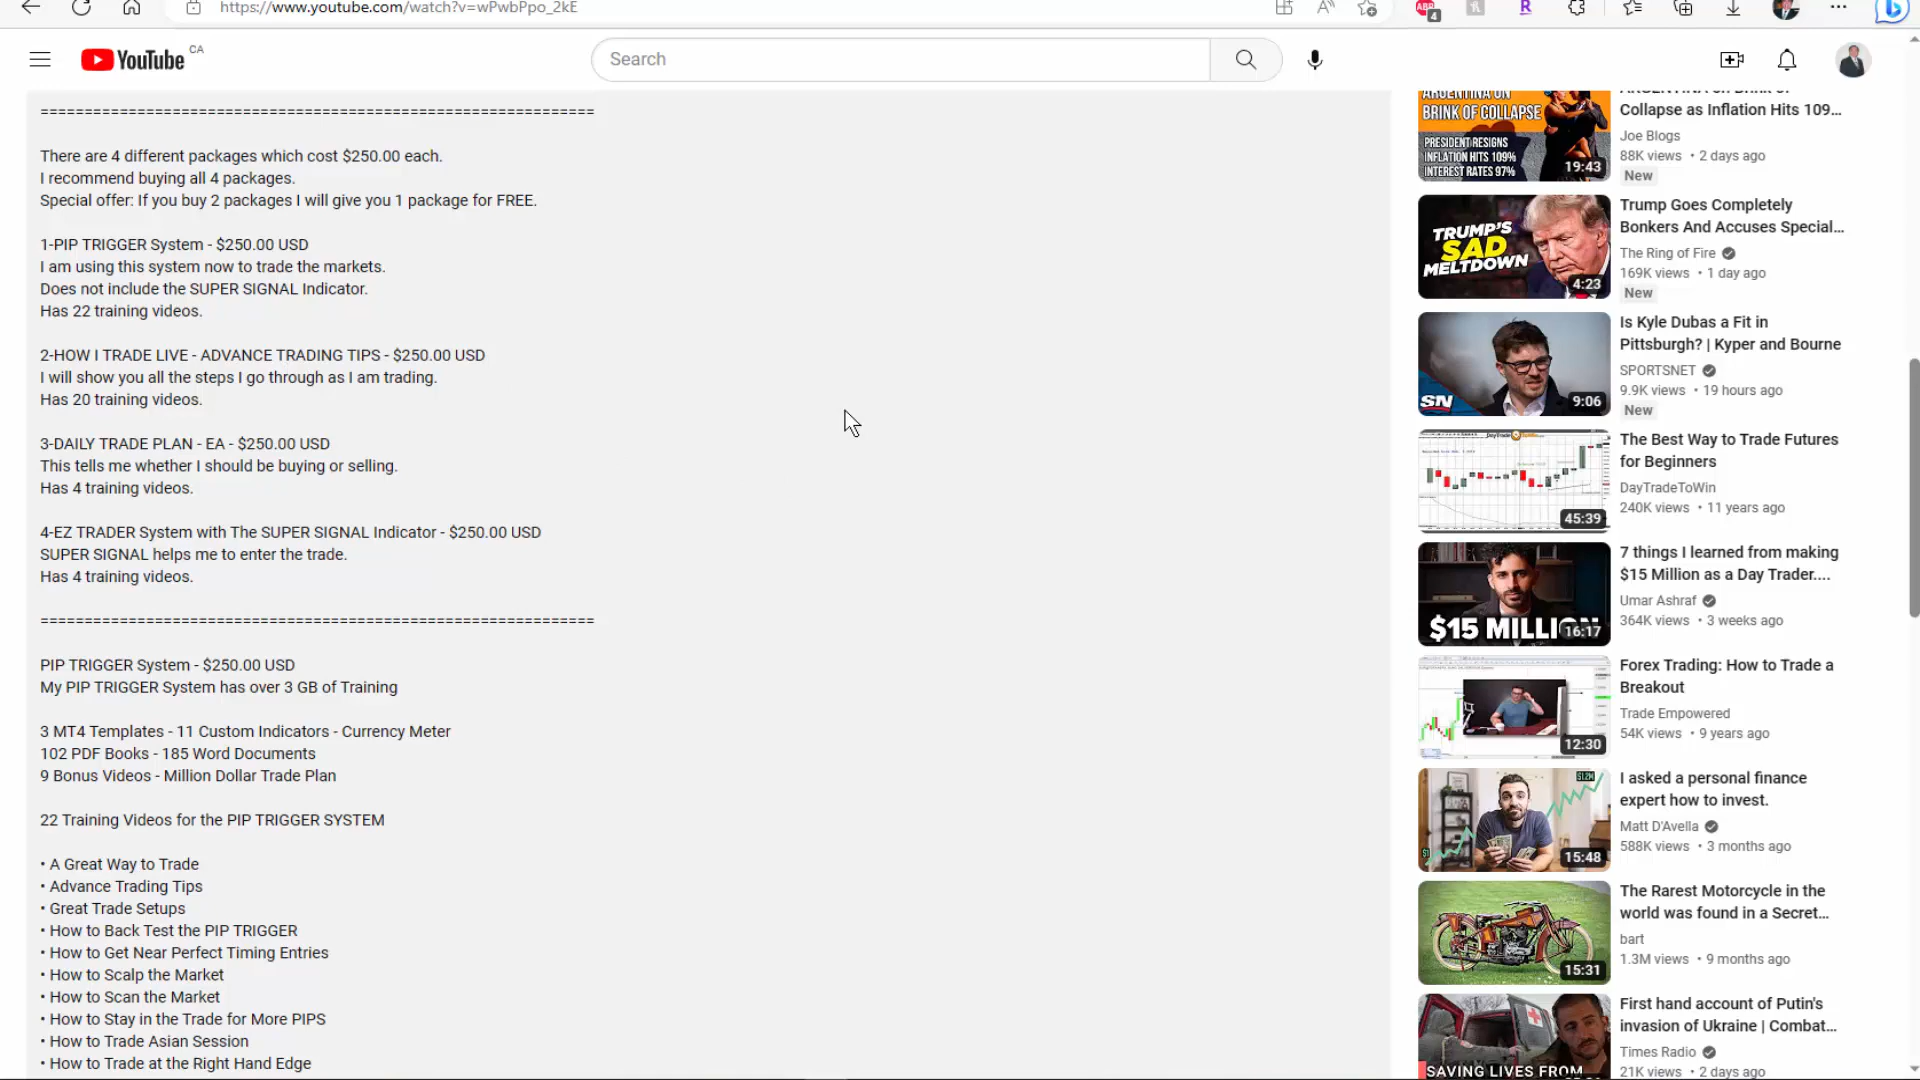 https://www.youtube.com/watch?v=wPwbPpo_2kE
4
YouTube CA
Search
============================================================
There are 4 different packages which cost $250.00 each.
I recommend buying all 4 packages.
Special offer: If you buy 2 packages I will give you 1 package for FREE.
1-PIP TRIGGER System - $250.00 USD
I am using this system now to trade the markets.
Does not include the SUPER SIGNAL Indicator.
Has 22 training videos.
2-HOW I TRADE LIVE - ADVANCE TRADING TIPS - $250.00 USD
I will show you all the steps I go through as I am trading.
Has 20 training videos.
3-DAILY TRADE PLAN - EA - $250.00 USD
This tells me whether I should be buying or selling.
Has 4 training videos.
4-EZ TRADER System with The SUPER SIGNAL Indicator - $250.00 USD
SUPER SIGNAL helps me to enter the trade.
Has 4 training videos.
============================================================
PIP TRIGGER System - $250.00 USD
My PIP TRIGGER System has over 3 GB of Training
3 MT4 Templates - 11 Custom Indicators - Currency Meter
102 PDF Books - 185 Word Documents
9 Bonus Videos - Million Dollar Trade Plan
22 Training Videos for the PIP TRIGGER SYSTEM
• A Great Way to Trade
• Advance Trading Tips
• Great Trade Setups
• How to Back Test the PIP TRIGGER
• How to Get Near Perfect Timing Entries
• How to Scalp the Market
• How to Scan the Market
• How to Stay in the Trade for More PIPS
• How to Trade Asian Session
• How to Trade at the Right Hand Edge
ARGENTINA ON
BRINK OF COLLAPSE
PRESIDENT RESIGNS
INFLATION HITS 109%
INTEREST RATES 97%
19:43
ARGENTINA on Brink of
Collapse as Inflation Hits 109...
Joe Blogs
88K views • 2 days ago
New
TRUMP'S
SAD
MELTDOWN
4:23
Trump Goes Completely
Bonkers And Accuses Special...
The Ring of Fire
169K views • 1 day ago
New
SN
9:06
Is Kyle Dubas a Fit in
Pittsburgh? | Kyper and Bourne
SPORTSNET
9.9K views • 19 hours ago
New
45:39
The Best Way to Trade Futures
for Beginners
DayTradeToWin
240K views • 11 years ago
$15 MILLION
16:17
7 things I learned from making
$15 Million as a Day Trader....
Umar Ashraf
364K views • 3 weeks ago
12:30
Forex Trading: How to Trade a
Breakout
Trade Empowered
54K views • 9 years ago
$1.2M
$1
15:48
I asked a personal finance
expert how to invest.
Matt D'Avella
588K views • 3 months ago
15:31
The Rarest Motorcycle in the
world was found in a Secret...
bart
1.3M views • 9 months ago
SAVING LIVES FROM
First hand account of Putin's
invasion of Ukraine | Combat...
Times Radio
21K views • 2 days ago